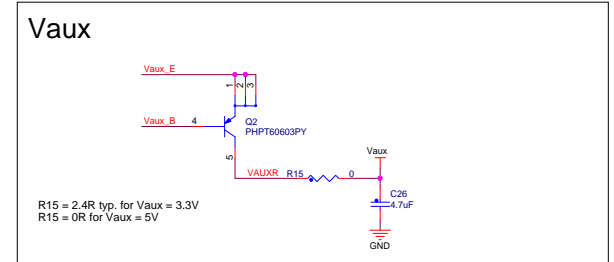 Vaux
Vaux_E
1
2
3
Vaux_B 4
Q2
PHPT60603PY
5
Vaux
VAUXR R15 0
C26
4.7uF
R15 = 2.4R typ. for Vaux = 3.3V
R15 = 0R for Vaux = 5V
GND